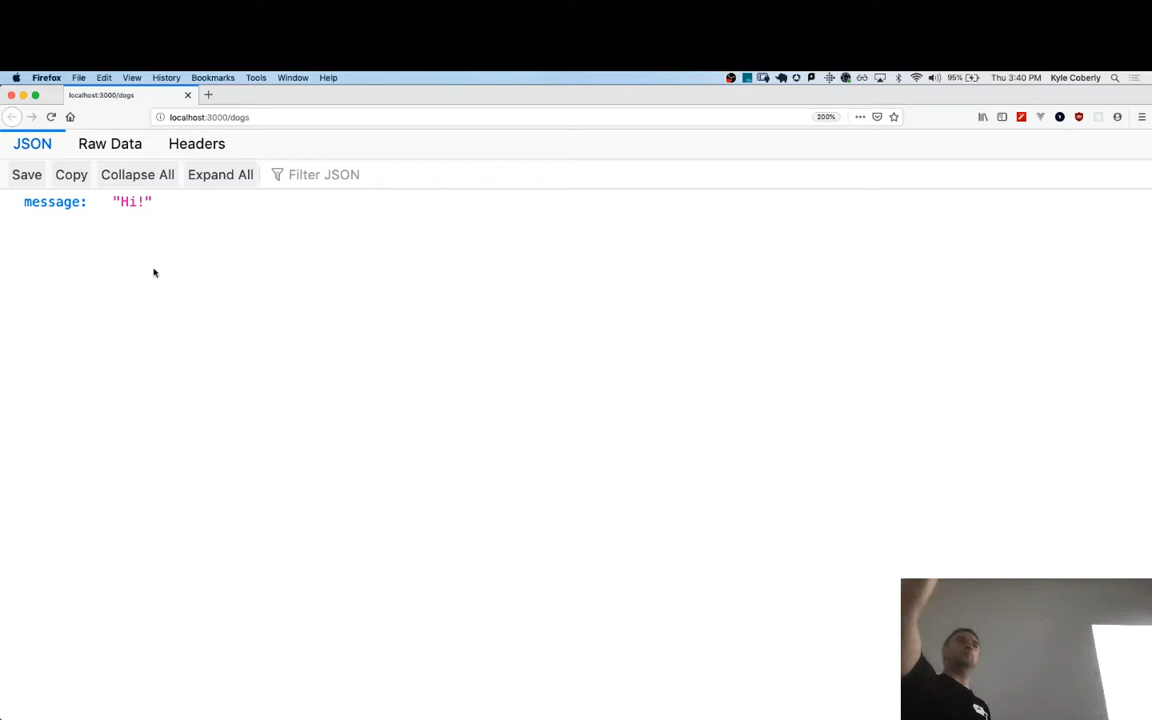 Firefox File Edit View History Bookmarks Tools Window Help 95% Thu 3:40 PM Kyle Coberly
localhost:3000/dogs
localhost:3000/dogs 200%
JSON Raw Data Headers
Save Copy Collapse All Expand All Filter JSON
message: "Hi!"